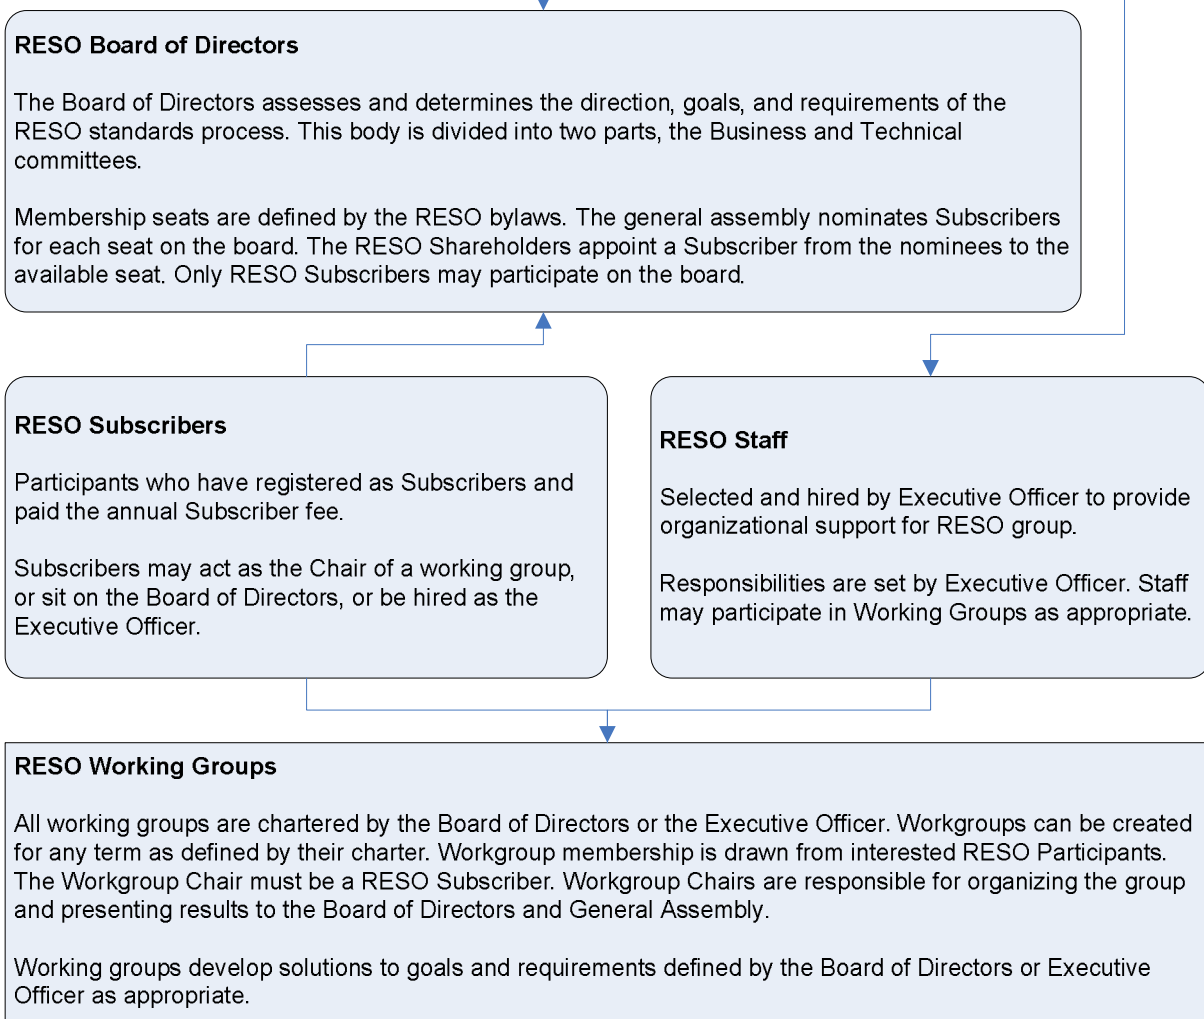 RESO Board of Directors
The Board of Directors assesses and determines the direction, goals, and requirements of the
RESO standards process. This body is divided into two parts, the Business and Technical
committees.
Membership seats are defined by the RESO bylaws. The general assembly nominates Subscribers
for each seat on the board. The RESO Shareholders appoint a Subscriber from the nominees to the
available seat. Only RESO Subscribers may participate on the board.
RESO Subscribers
Participants who have registered as Subscribers and
paid the annual Subscriber fee.
Subscribers may act as the Chair of a working group,
or sit on the Board of Directors, or be hired as the
Executive Officer.
RESO Staff
Selected and hired by Executive Officer to provide
organizational support for RESO group.
Responsibilities are set by Executive Officer. Staff
may participate in Working Groups as appropriate.
RESO Working Groups
All working groups are chartered by the Board of Directors or the Executive Officer. Workgroups can be created
for any term as defined by their charter. Workgroup membership is drawn from interested RESO Participants.
The Workgroup Chair must be a RESO Subscriber. Workgroup Chairs are responsible for organizing the group
and presenting results to the Board of Directors and General Assembly.
Working groups develop solutions to goals and requirements defined by the Board of Directors or Executive
Officer as appropriate.